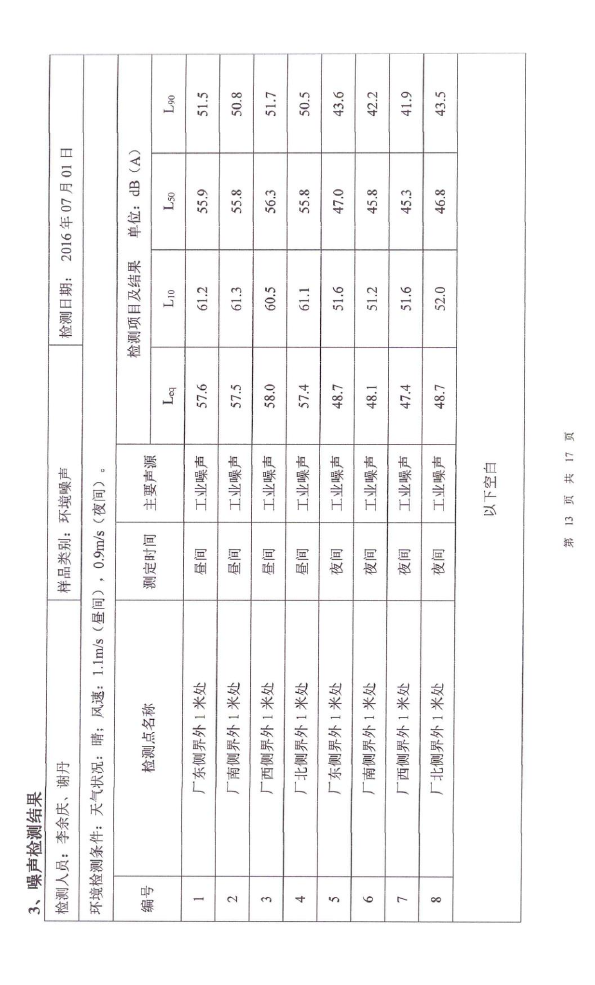 3、噪声检测结果
检测人员：李余庆、谢丹 样品类别：环境噪声 检测日期： 2016 年 07 月 01 日
环境检测条件：天气状况：晴；风速：1.1m/s（昼间），0.9m/s（夜间）。
编号 检测点名称 测定时间 主要声源 检测项目及结果 单位：dB（A）
Leq L10 L50 L90
1 厂东侧界外 1 米处 昼间 工业噪声 57.6 61.2 55.9 51.5
2 厂南侧界外 1 米处 昼间 工业噪声 57.5 61.3 55.8 50.8
3 厂西侧界外 1 米处 昼间 工业噪声 58.0 60.5 56.3 51.7
4 厂北侧界外 1 米处 昼间 工业噪声 57.4 61.1 55.8 50.5
5 厂东侧界外 1 米处 夜间 工业噪声 48.7 51.6 47.0 43.6
6 厂南侧界外 1 米处 夜间 工业噪声 48.1 51.2 45.8 42.2
7 厂西侧界外 1 米处 夜间 工业噪声 47.4 51.6 45.3 41.9
8 厂北侧界外 1 米处 夜间 工业噪声 48.7 52.0 46.8 43.5
以下空白
第 13 页 共 17 页